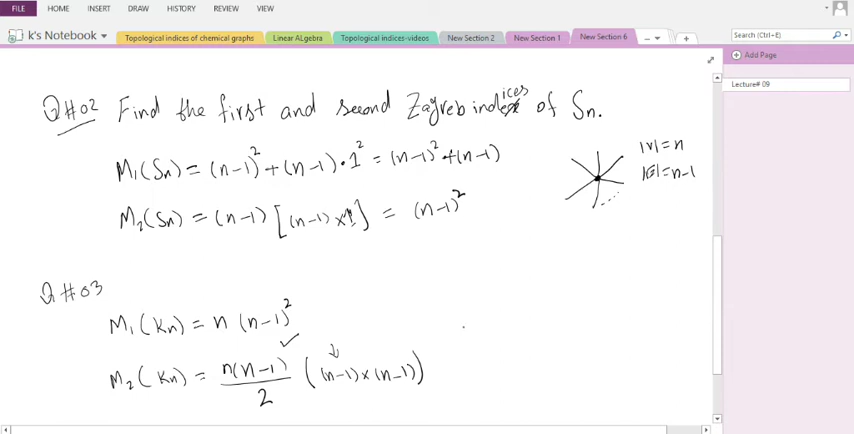 FILE HOME INSERT DRAW HISTORY REVIEW VIEW
k's Notebook Topological indices of chemical graphs Linear ALgebra Topological indices-videos New Section 2 New Section 1 New Section 6
Search (Ctrl+E)
Add Page
Lecture# 09
Q#02 Find the first and second Zagreb indices of Sn.
|V|=n
|E|=n-1
M₁(Sn) = (n-1)² + (n-1)·1² = (n-1)² + (n-1)
M₂(Sn) = (n-1) [(n-1)×1] = (n-1)²
Q#03
M₁(Kn) = n (n-1)²
M₂(Kn) = n(n-1)/2 ((n-1)×(n-1))